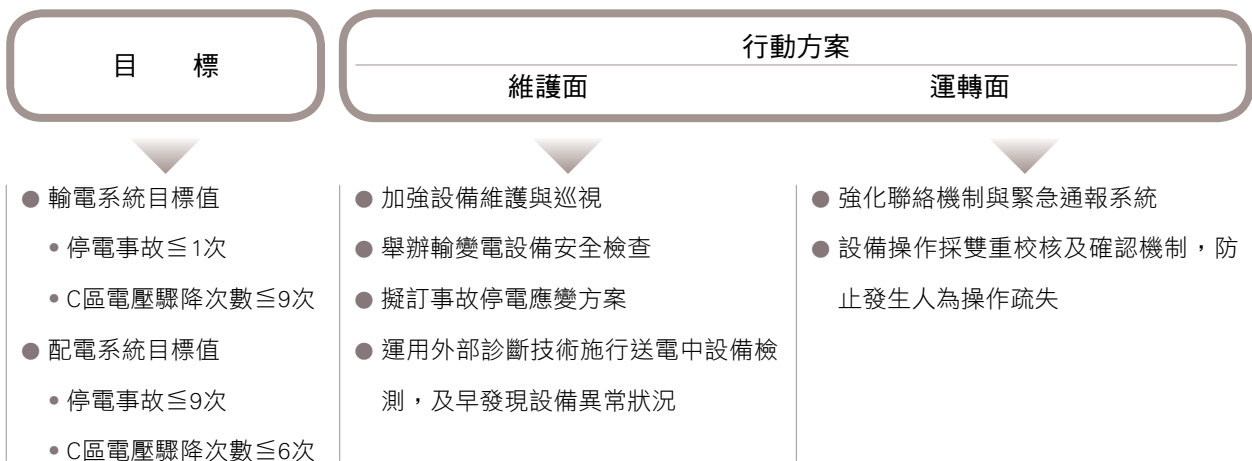 目 標
行動方案
維護面 運轉面
● 輸電系統目標值
• 停電事故≦1次
• C區電壓驟降次數≦9次
● 配電系統目標值
• 停電事故≦9次
• C區電壓驟降次數≦6次
● 加強設備維護與巡視
● 舉辦輸變電設備安全檢查
● 擬訂事故停電應變方案
● 運用外部診斷技術施行送電中設備檢
測，及早發現設備異常狀況
● 強化聯絡機制與緊急通報系統
● 設備操作採雙重校核及確認機制，防
止發生人為操作疏失